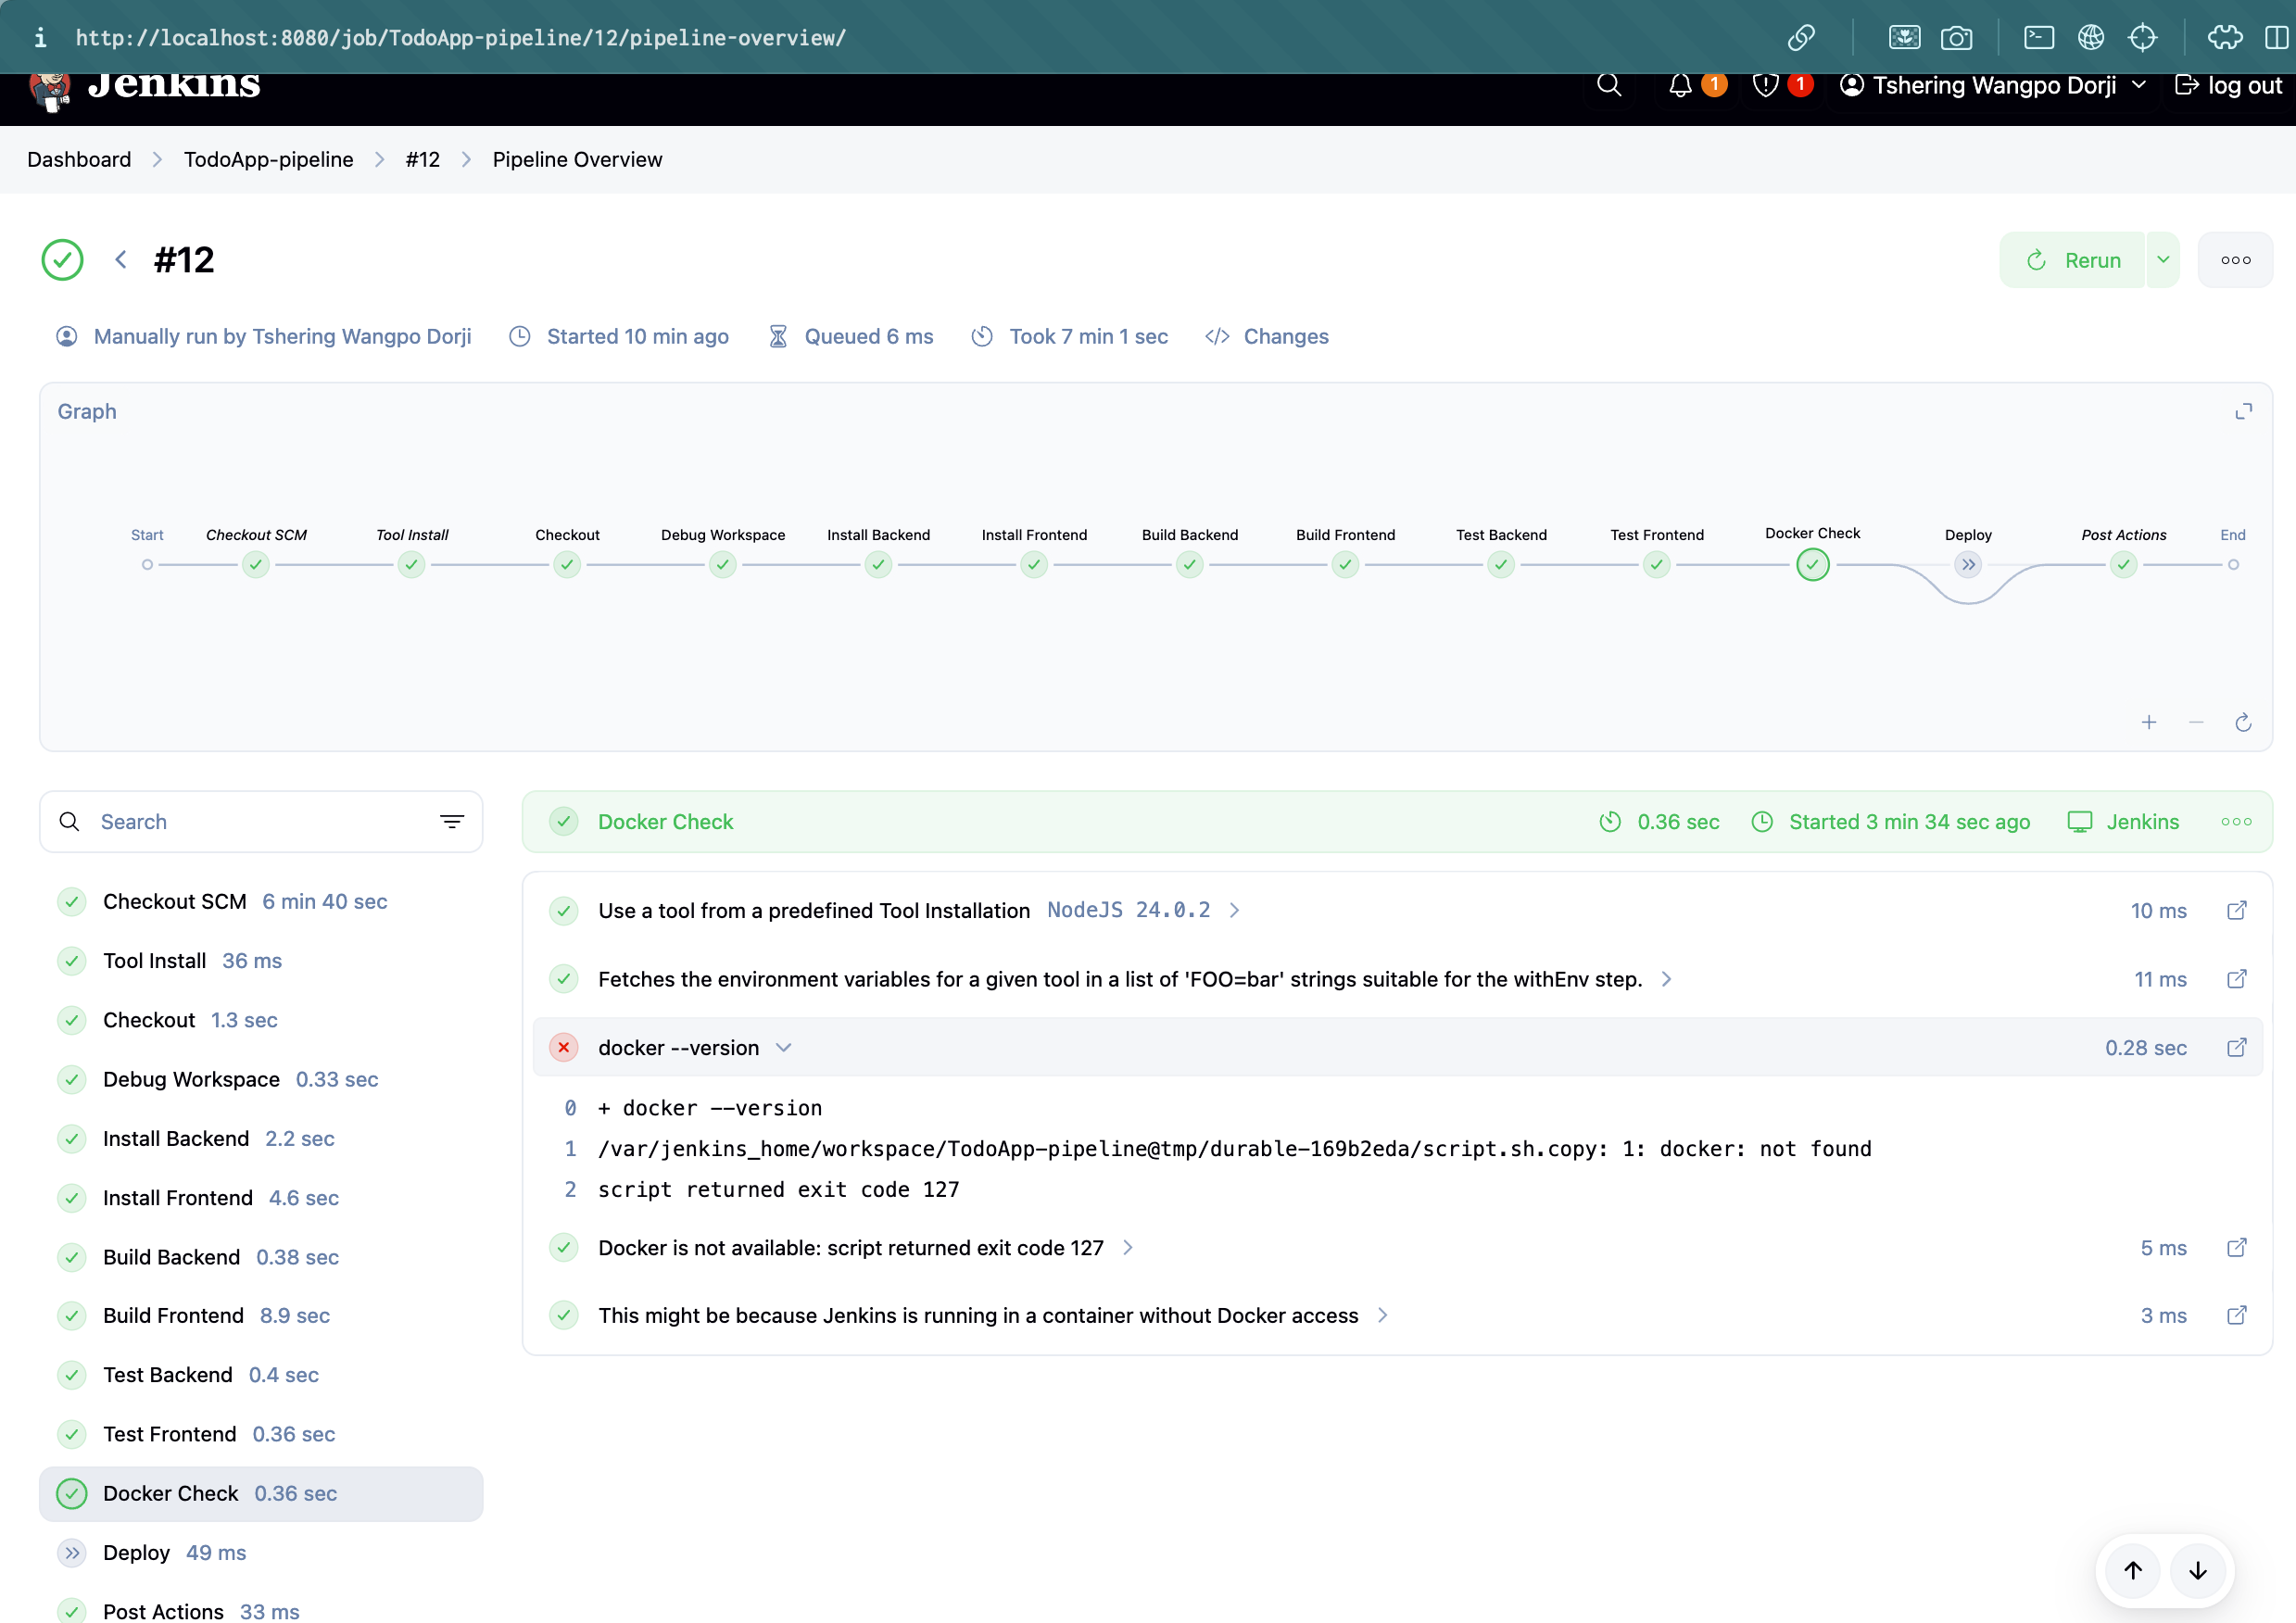 http://localhost:8080/job/TodoApp-pipeline/12/pipeline-overview/
Jenkins
1
1
Tshering Wangpo Dorji
log out
Dashboard > TodoApp-pipeline > #12 > Pipeline Overview
#12
Rerun
Manually run by Tshering Wangpo Dorji
Started 10 min ago
Queued 6 ms
Took 7 min 1 sec
Changes
Graph
Start
Checkout SCM
Tool Install
Checkout
Debug Workspace
Install Backend
Install Frontend
Build Backend
Build Frontend
Test Backend
Test Frontend
Docker Check
Deploy
Post Actions
End
Search
Checkout SCM 6 min 40 sec
Tool Install 36 ms
Checkout 1.3 sec
Debug Workspace 0.33 sec
Install Backend 2.2 sec
Install Frontend 4.6 sec
Build Backend 0.38 sec
Build Frontend 8.9 sec
Test Backend 0.4 sec
Test Frontend 0.36 sec
Docker Check 0.36 sec
Deploy 49 ms
Post Actions 33 ms
Docker Check
0.36 sec
Started 3 min 34 sec ago
Jenkins
Use a tool from a predefined Tool Installation NodeJS 24.0.2
10 ms
Fetches the environment variables for a given tool in a list of 'FOO=bar' strings suitable for the withEnv step.
11 ms
docker --version
0.28 sec
0 + docker --version
1 /var/jenkins_home/workspace/TodoApp-pipeline@tmp/durable-169b2eda/script.sh.copy: 1: docker: not found
2 script returned exit code 127
Docker is not available: script returned exit code 127
5 ms
This might be because Jenkins is running in a container without Docker access
3 ms